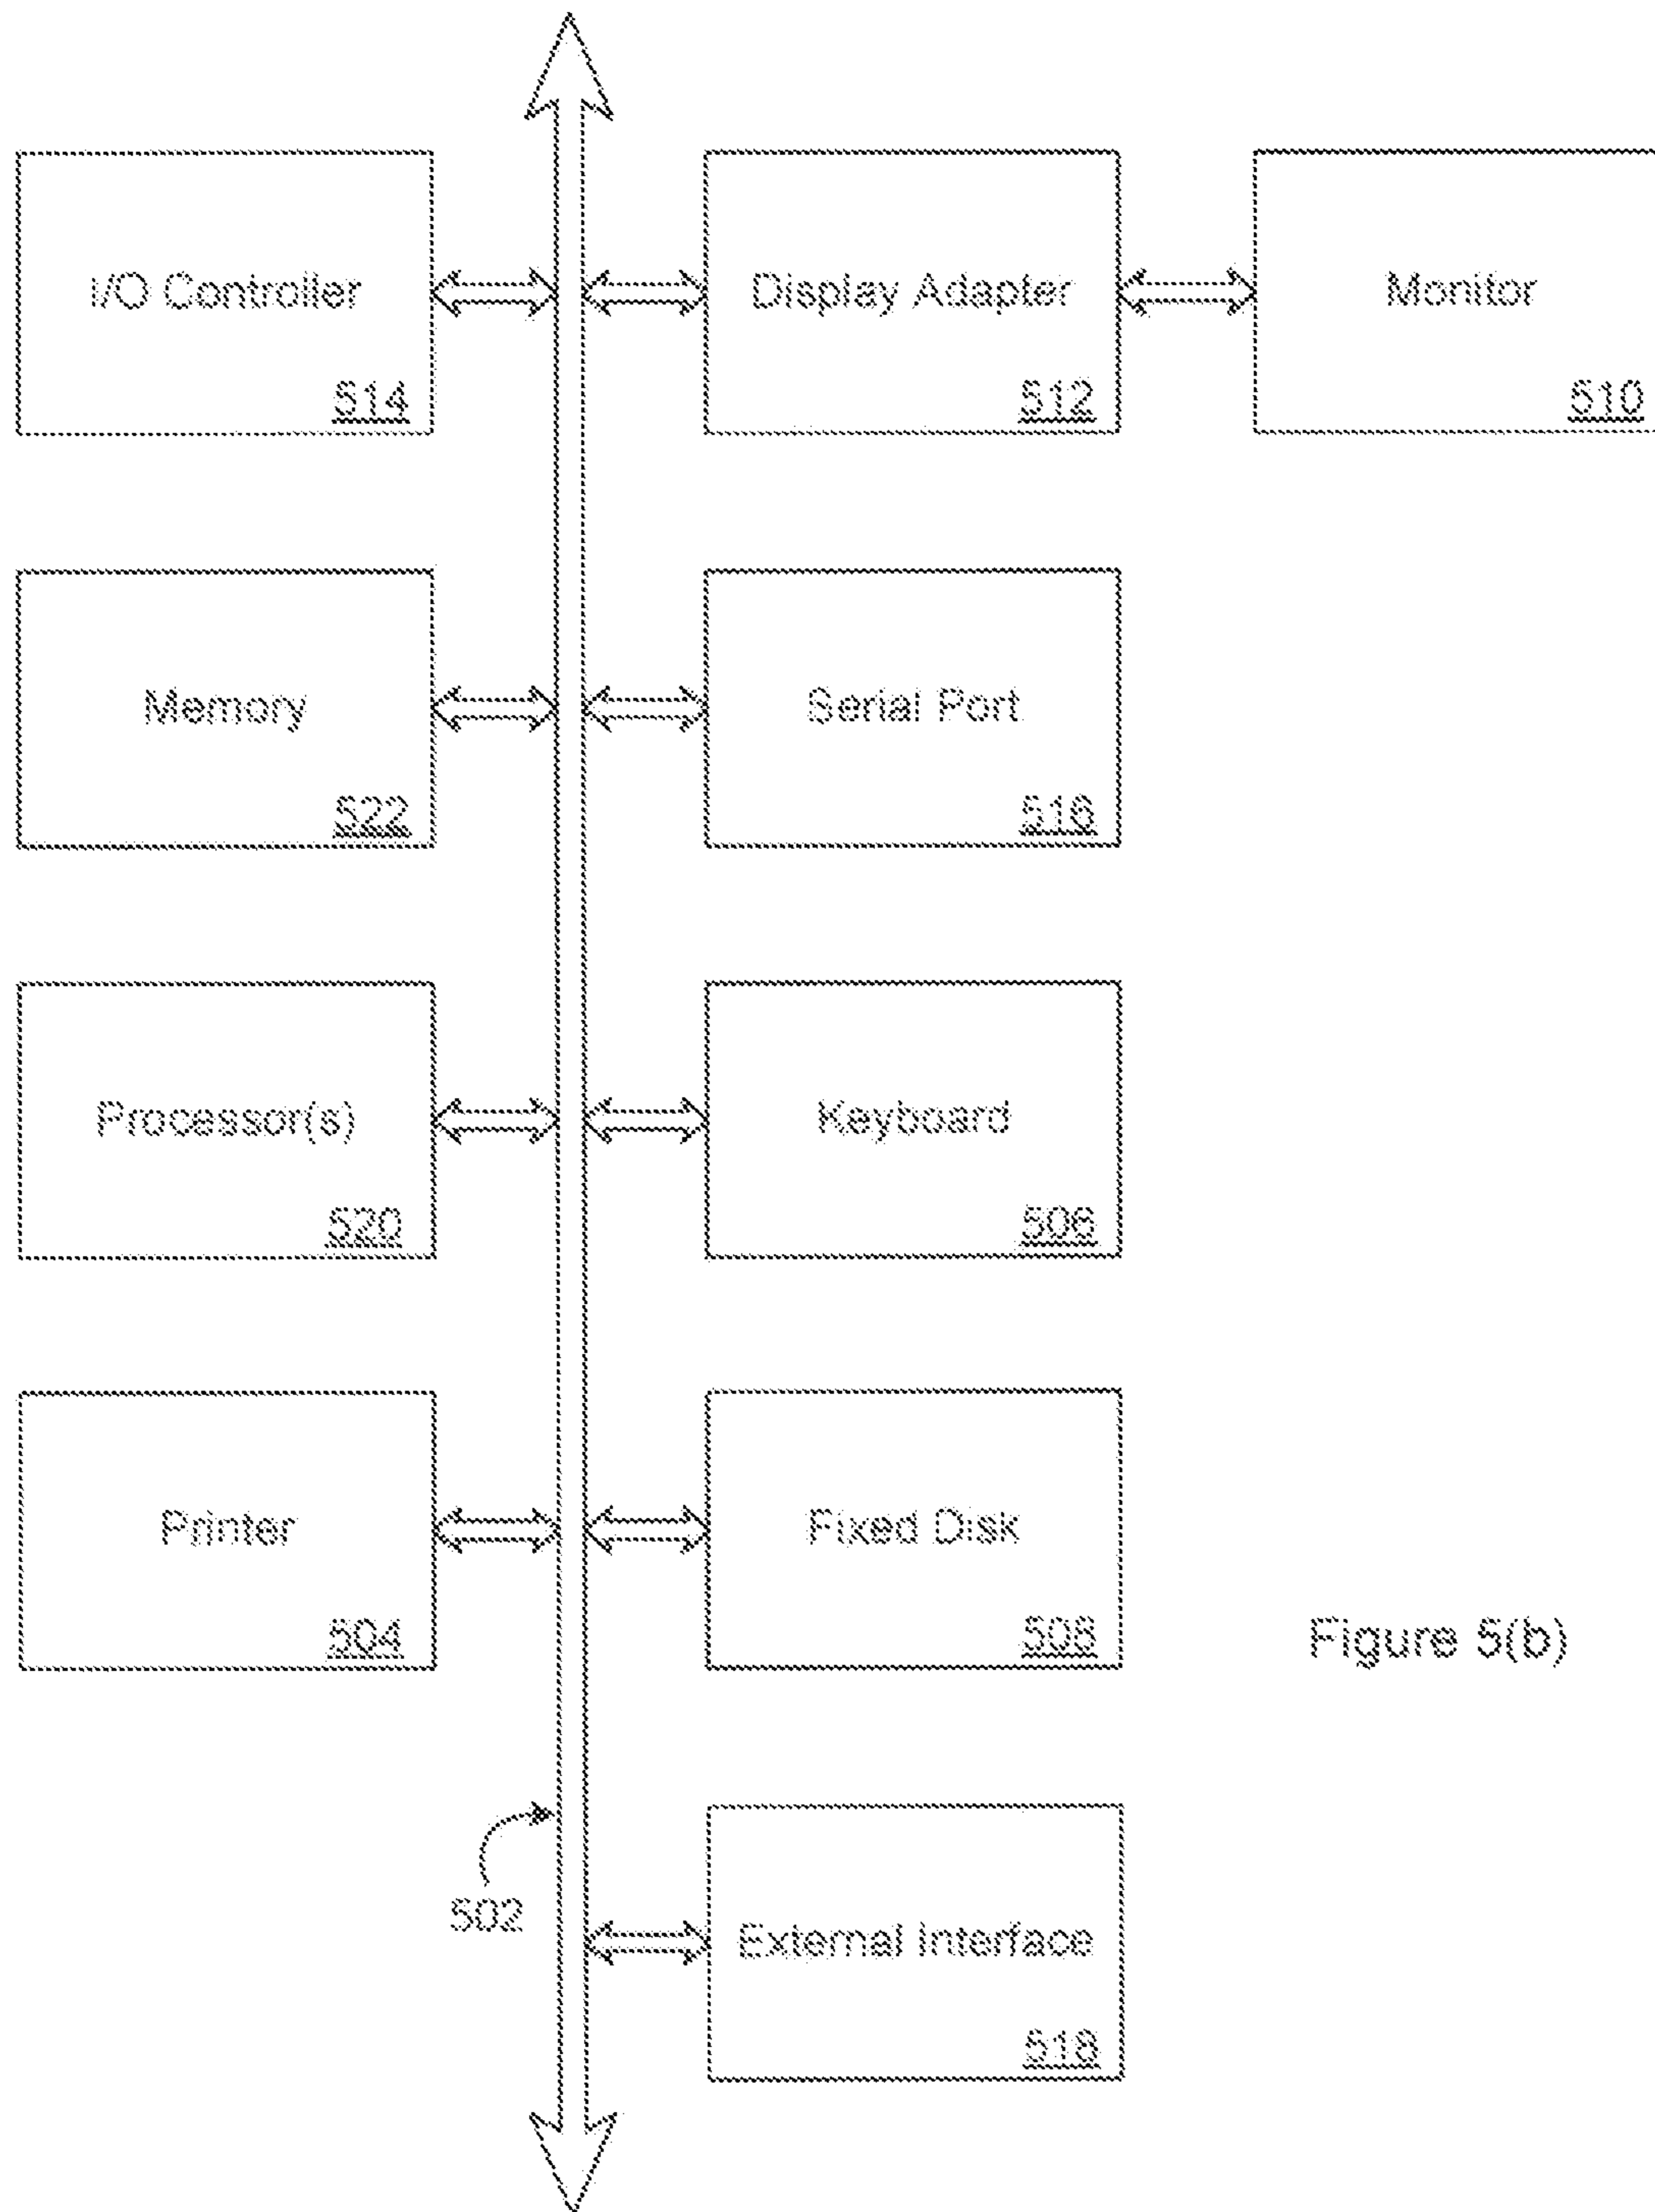 I/O Controller
514
Display Adapter
512
Monitor
510
Memory
522
Serial Port
516
Processor(s)
520
Keyboard
506
Printer
504
Fixed Disk
508
Figure 5(b)
502
External Interface
518